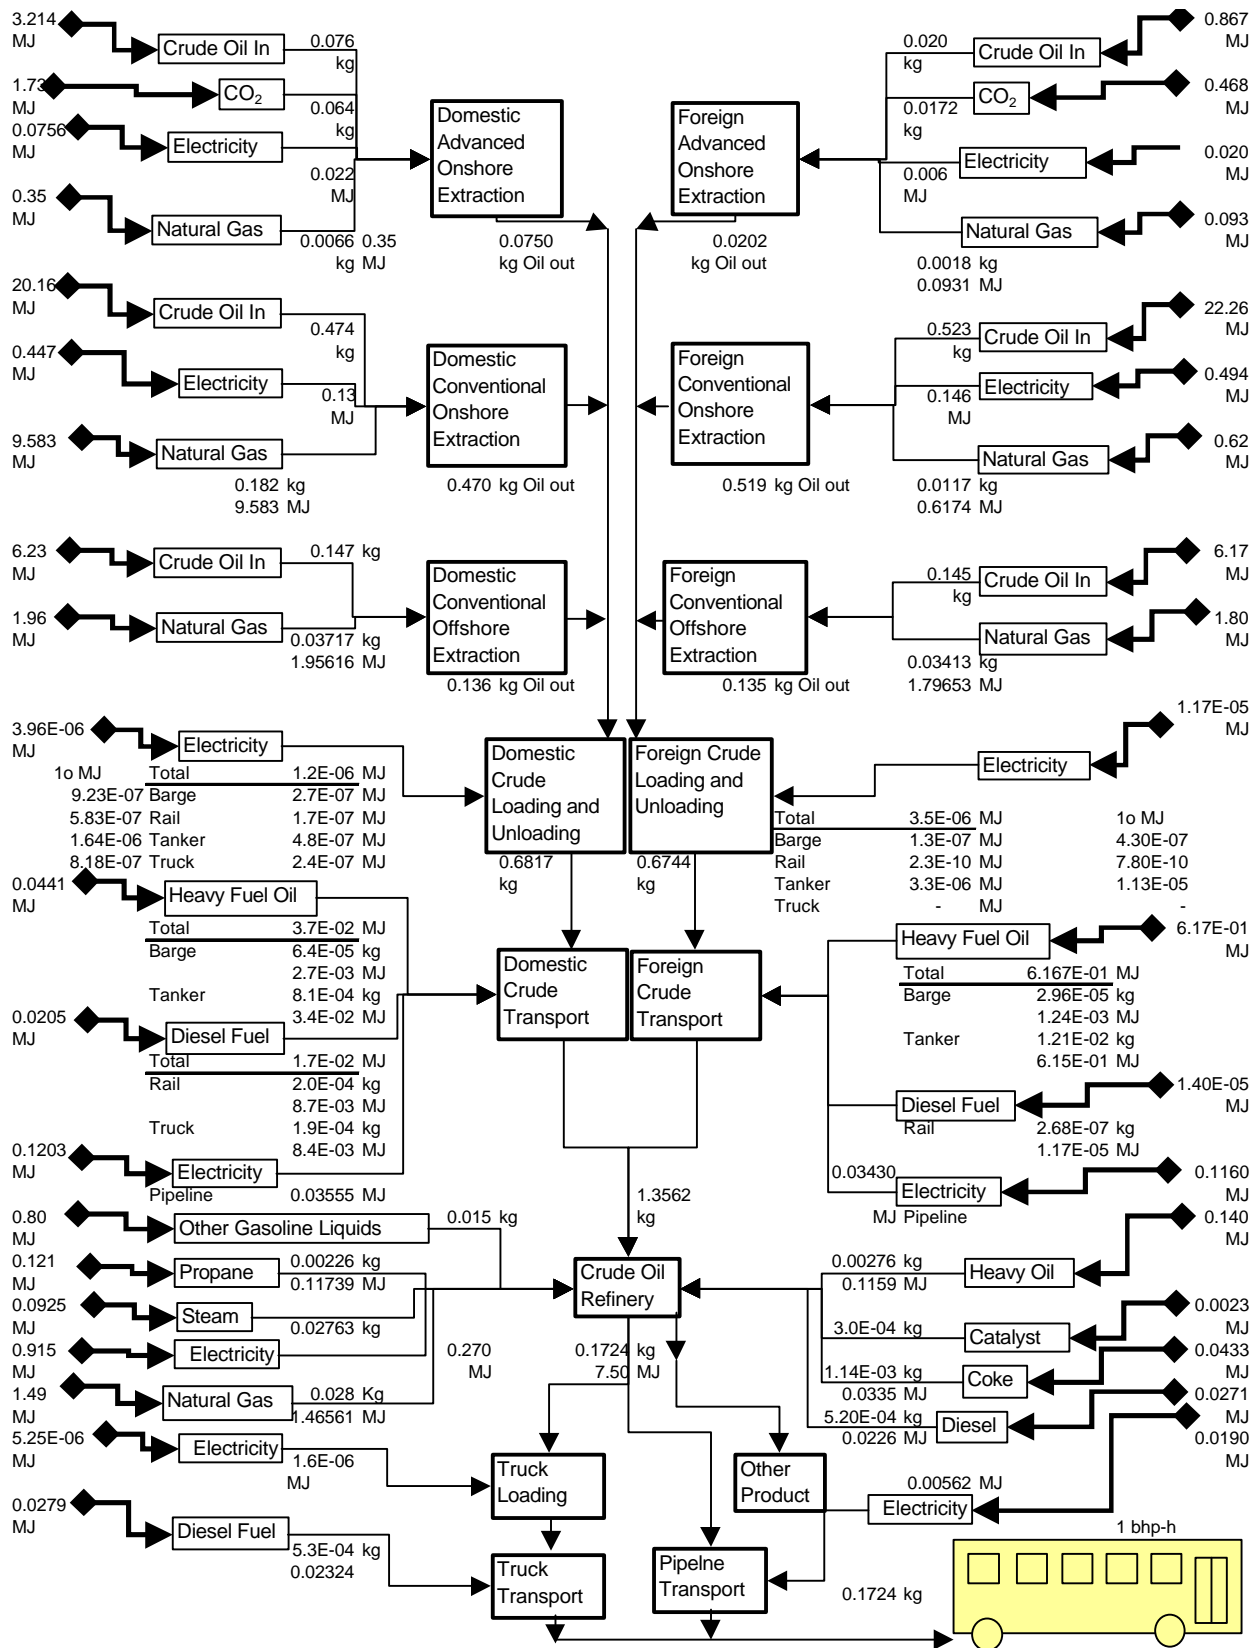 3.214
MJ
Crude Oil In
0.076
kg
0.020
kg
Crude Oil In
0.867
MJ
MJ
CO2
0.064
kg
0.0172
kg
CO2
0.468
MJ
0.0756
MJ
Electricity
0.022
MJ
0.006
MJ
Electricity
0.020
MJ
0.35
MJ
Natural Gas
0.0066 0.35
kg MJ
Domestic
Advanced
Onshore
Extraction
0.0750
kg Oil out
Foreign
Advanced
Onshore
Extraction
0.0202
kg Oil out
Natural Gas
0.0018 kg
0.0931 MJ
0.093
MJ
20.16
MJ
Crude Oil In
0.474
kg
0.447
MJ
Electricity
0.13
MJ
9.583
MJ
Natural Gas
0.182 kg
9.583 MJ
Domestic
Conventional
Onshore
Extraction
0.470 kg Oil out
Foreign
Conventional
Onshore
Extraction
0.519 kg Oil out
0.523
kg
Crude Oil In
22.26
MJ
0.146
MJ
Electricity
0.494
MJ
Natural Gas
0.0117 kg
0.6174 MJ
0.62
MJ
6.23
MJ
Crude Oil In
0.147 kg
1.96
MJ
Natural Gas
0.03717 kg
1.95616 MJ
Domestic
Conventional
Offshore
Extraction
0.136 kg Oil out
Foreign
Conventional
Offshore
Extraction
0.135 kg Oil out
0.145
kg
Crude Oil In
6.17
MJ
Natural Gas
0.03413 kg
1.79653 MJ
1.80
MJ
3.96E-06
MJ
Electricity
1o MJ Total 1.2E-06 MJ
9.23E-07 Barge 2.7E-07 MJ
5.83E-07 Rail 1.7E-07 MJ
1.64E-06 Tanker 4.8E-07 MJ
8.18E-07 Truck 2.4E-07 MJ
Domestic
Crude
Loading and
Unloading
0.6817
kg
Foreign Crude
Loading and
Unloading
0.6744
kg
Electricity
1.17E-05
MJ
Total 3.5E-06 MJ 1o MJ
Barge 1.3E-07 MJ 4.30E-07
Rail 2.3E-10 MJ 7.80E-10
Tanker 3.3E-06 MJ 1.13E-05
Truck - MJ -
0.0441
MJ
Heavy Fuel Oil
Total 3.7E-02 MJ
Barge 6.4E-05 kg
2.7E-03 MJ
Tanker 8.1E-04 kg
3.4E-02 MJ
0.0205
MJ
Diesel Fuel
Total 1.7E-02 MJ
Rail 2.0E-04 kg
8.7E-03 MJ
Truck 1.9E-04 kg
8.4E-03 MJ
0.1203
MJ
Electricity
Pipeline 0.03555 MJ
Domestic
Crude
Transport
Foreign
Crude
Transport
1.3562
kg
Heavy Fuel Oil
6.17E-01
MJ
Total 6.167E-01 MJ
Barge 2.96E-05 kg
1.24E-03 MJ
Tanker 1.21E-02 kg
6.15E-01 MJ
Diesel Fuel
1.40E-05
MJ
Rail 2.68E-07 kg
1.17E-05 MJ
0.03430
MJ Pipeline
Electricity
0.1160
MJ
0.80
MJ
Other Gasoline Liquids
0.015 kg
0.121
MJ
Propane
0.00226 kg
0.11739 MJ
0.0925
MJ
Steam
0.02763 kg
0.915
MJ
Electricity
0.270
MJ
1.49
MJ
Natural Gas
0.028 Kg
1.46561 MJ
Crude Oil
Refinery
0.1724 kg
7.50 MJ
0.00276 kg
0.1159 MJ
Heavy Oil
0.140
MJ
3.0E-04 kg
Catalyst
0.0023
MJ
1.14E-03 kg
0.0335 MJ
Coke
0.0433
MJ
5.20E-04 kg
0.0226 MJ
Diesel
0.0271
MJ
5.25E-06
MJ
Electricity
1.6E-06
MJ
Truck
Loading
Other
Product
0.00562 MJ
Electricity
0.0190
MJ
0.0279
MJ
Diesel Fuel
5.3E-04 kg
0.02324
Truck
Transport
Pipelne
Transport
0.1724 kg
1 bhp-h